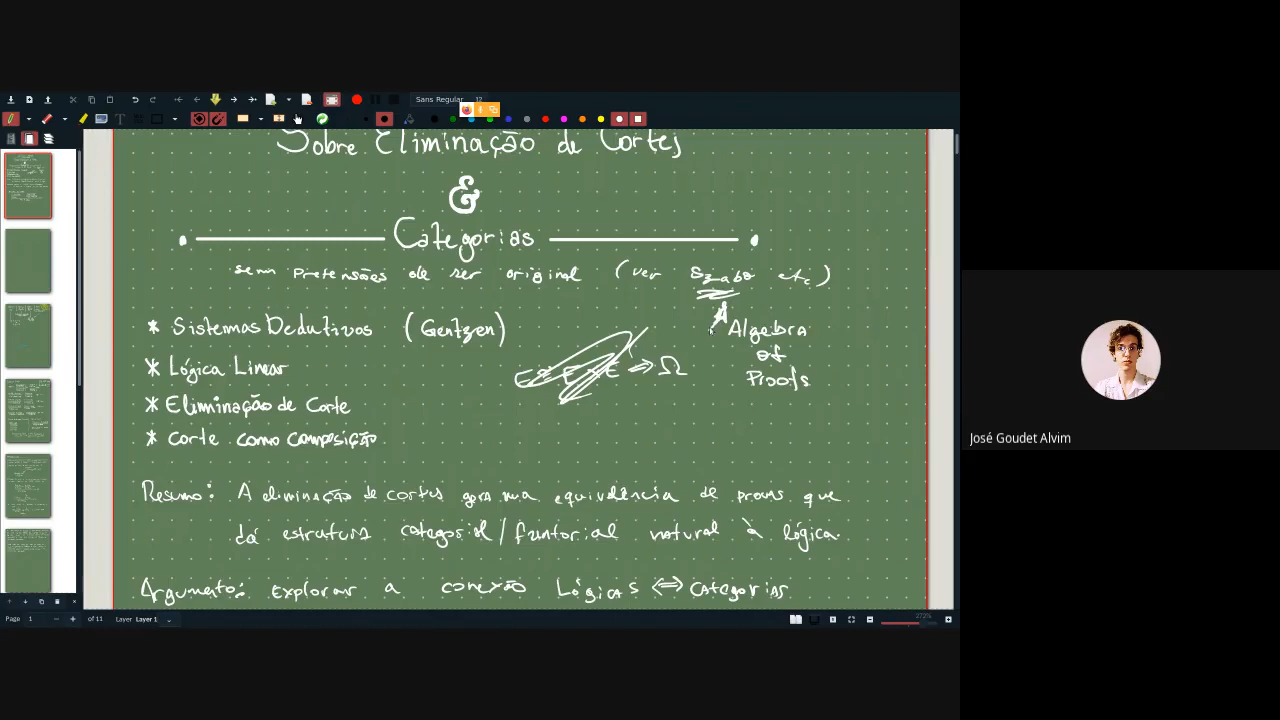 Sans Regular 12
Sobre Eliminação de Cortes
&
Categorias
sem Pretensões de ser original (ver Szabo etc)
* Sistemas Dedutivos (Gentzen)
Algebra
of
Proofs
* Lógica Linear
Ω
* Eliminação de Corte
* Corte como composição
Resumo: A eliminação de cortes gera uma equivalência de provas que
dá estrutura categorial/funtorial natural à lógica.
Argumento: Explorar a conexão Lógicas ⇔ Categorias
José Goudet Alvim
Page 1 of 11 Layer Layer 1
272%